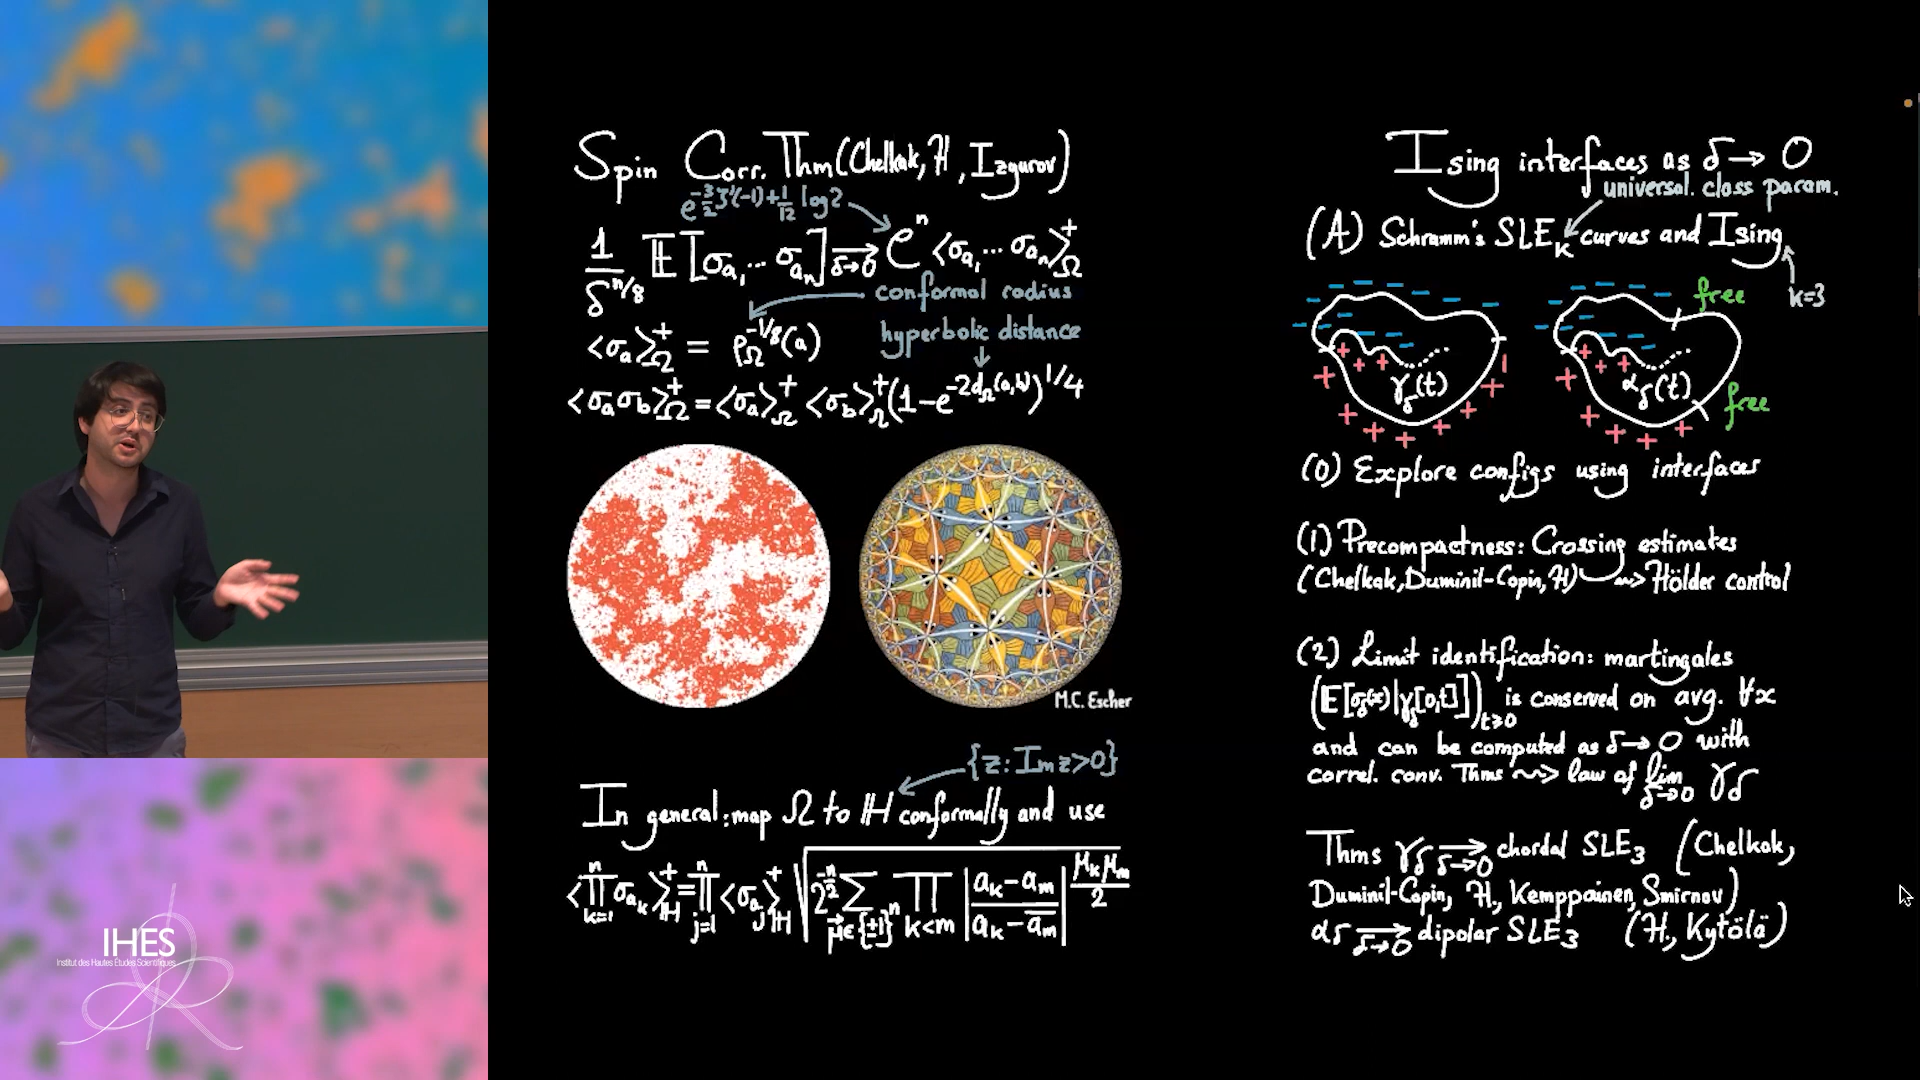 Spin Corr. Thm (Chelkak, H, Izyurov)
e^{-3/2 ζ'(-1)+1/12 log 2}
1/δ^{n/8} 𝔼[σ_{a_1} ... σ_{a_n}] →_{δ→0} C^n <σ_{a_1} ... σ_{a_n}>_Ω^+
conformal radius
<σ_a>_Ω^+ = ρ_Ω^{-1/8}(a)
hyperbolic distance
<σ_a σ_b>_Ω^+ = <σ_a>_Ω^+ <σ_b>_Ω^+ (1-e^{-2d_Ω(a,b)})^{1/4}
M.C. Escher
{z: Im z>0}
In general: map Ω to ℍ conformally and use
<∏_{k=1}^n σ_{a_k}>_ℍ^+ = ∏_{j=1}^n <σ_{a_j}>_ℍ^+ √(2^{-n/2} ∑_{μ⃗∈{±1}^n} ∏_{k<m} |(a_k-a_m)/(a_k-\overline{a_m})|^{μ_k μ_m/2})
Ising interfaces as δ→0
universal. class param.
(A) Schramm's SLE_κ curves and Ising
κ=3
free
γ_δ(t)
α_δ(t)
free
(0) Explore configs using interfaces
(1) Precompactness: Crossing estimates
(Chelkak, Duminil-Copin, H) ⇝ Hölder control
(2) Limit identification: martingales
(𝔼[σ_δ(x)|γ_δ[0,t]])_{t≥0} is conserved on avg. ∀x
and can be computed as δ→0 with
correl. conv. Thms ⇝ law of lim_{δ→0} γ_δ
Thms γ_δ →_{δ→0} chordal SLE_3 (Chelkak,
Duminil-Copin, H., Kemppainen, Smirnov)
α_δ →_{δ→0} dipolar SLE_3 (H., Kytölä)
IHES
Institut des Hautes Études Scientifiques